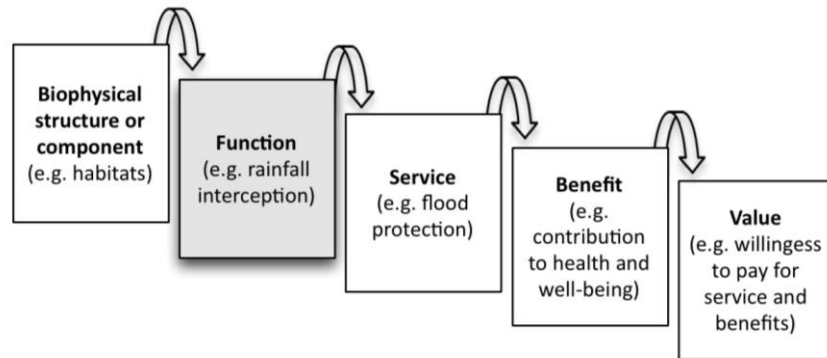 Biophysical
structure or
component
(e.g. habitats)
Function
(e.g. rainfall
interception)
Service
(e.g. flood
protection)
Benefit
(e.g.
contribution
to health and
well-being)
Value
(e.g. willingess
to pay for
service and
benefits)